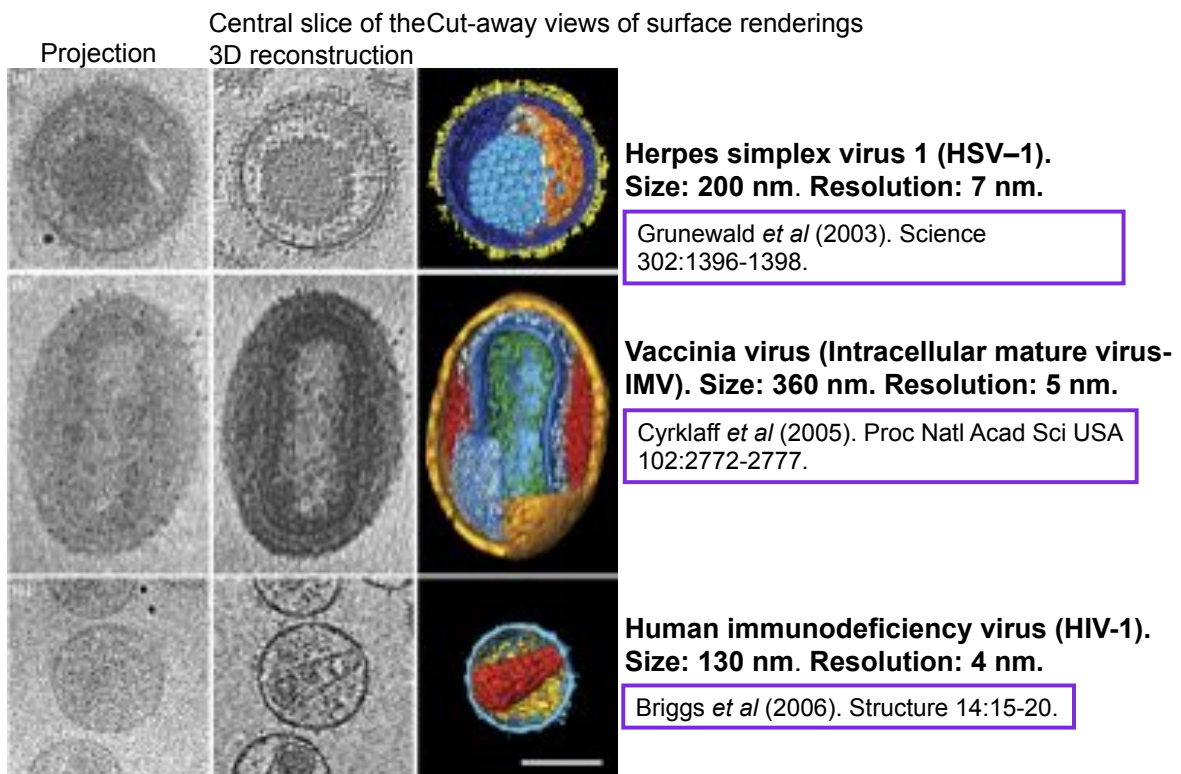 Central slice of theCut-away views of surface renderings
Projection
3D reconstruction
Herpes simplex virus 1 (HSV–1).
Size: 200 nm. Resolution: 7 nm.
Grunewald et al (2003). Science
302:1396-1398.
Vaccinia virus (Intracellular mature virus-
IMV). Size: 360 nm. Resolution: 5 nm.
Cyrklaff et al (2005). Proc Natl Acad Sci USA
102:2772-2777.
Human immunodeficiency virus (HIV-1).
Size: 130 nm. Resolution: 4 nm.
Briggs et al (2006). Structure 14:15-20.